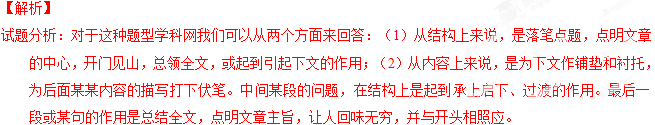 【解析】
试题分析：对于这种题型学科网我们可以从两个方面来回答：（1）从结构上来说，是落笔点题，点明文章
的中心，开门见山，总领全文，或起到引起下文的作用；（2）从内容上来说，是为下文作铺垫和衬托，
为后面某某内容的描写打下伏笔。中间某段的问题，在结构上是起到承上启下、过渡的作用。最后一
段或某句的作用是总结全文，点明文章主旨，让人回味无穷，并与开头相照应。